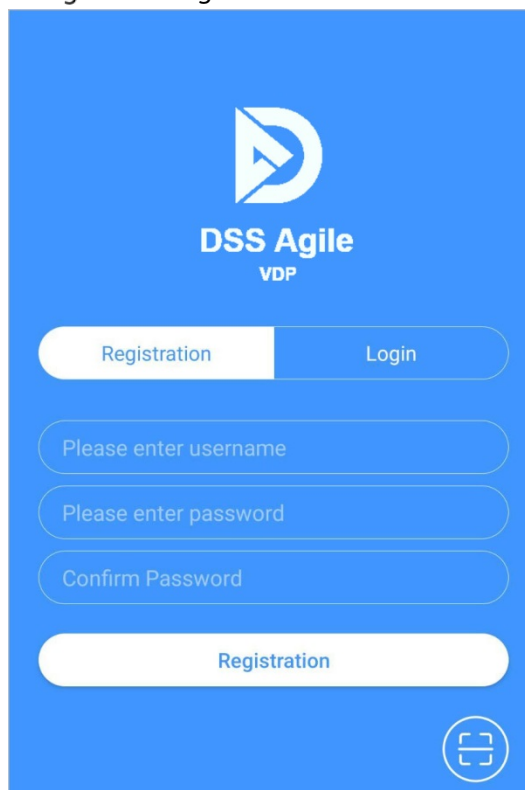 DSS Agile
VDP
Registration
Login
Please enter username
Please enter password
Confirm Password
Registration